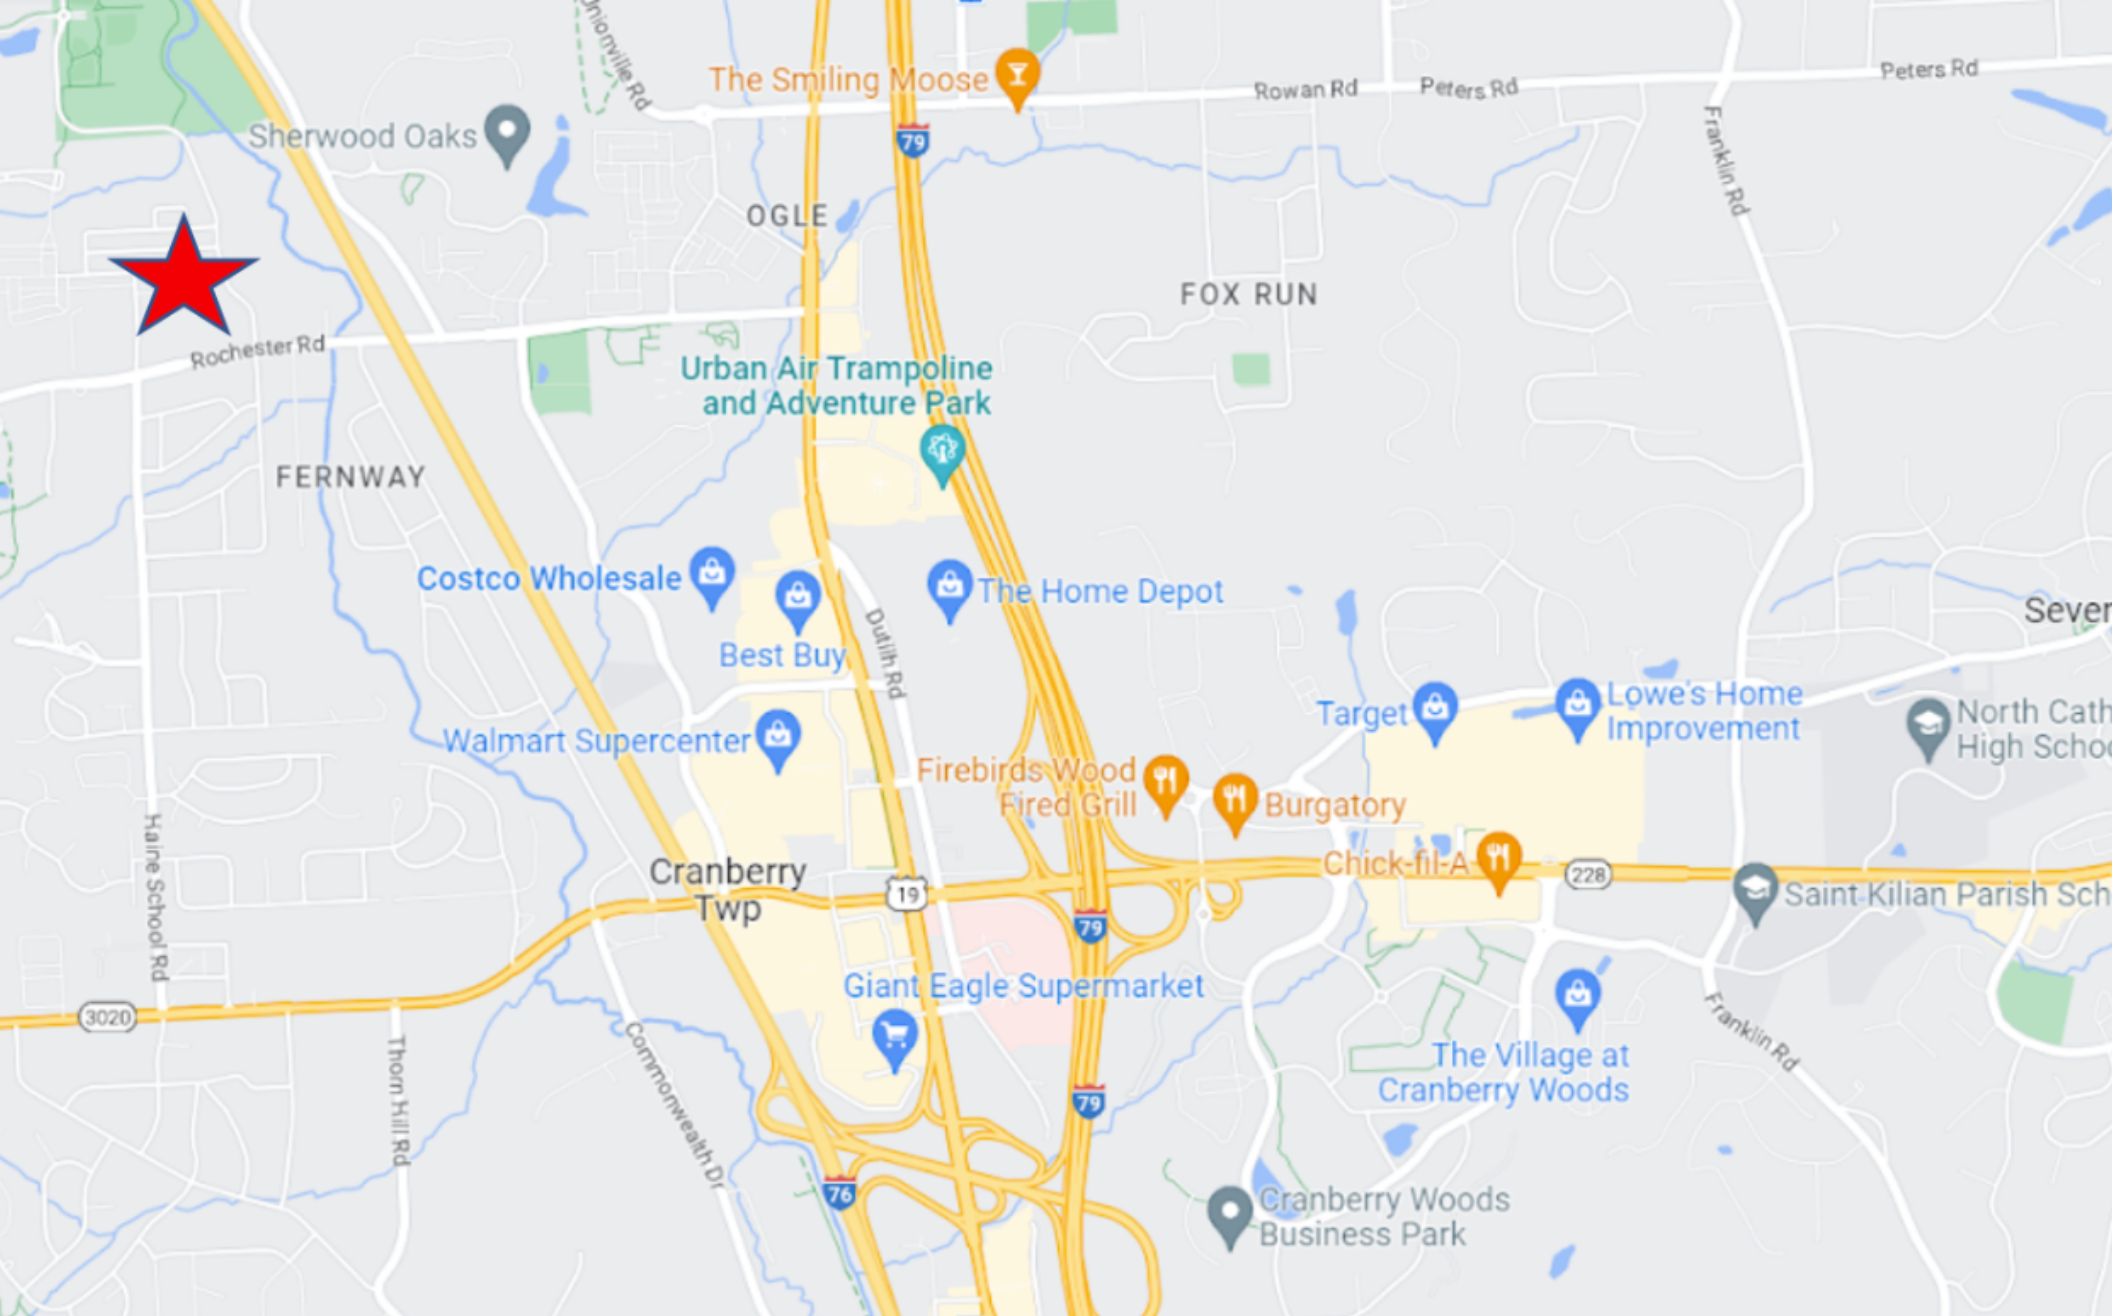 Unionville Rd
The Smiling Moose
Rowan Rd
Peters Rd
Peters Rd
79
Sherwood Oaks
Franklin Rd
OGLE
FOX RUN
Rochester Rd
Urban Air Trampoline
and Adventure Park
FERNWAY
Costco Wholesale
The Home Depot
Best Buy
Dutilh Rd
Sever
Target
Lowe's Home
Improvement
North Cath
High Schoo
Walmart Supercenter
Firebirds Wood
Fired Grill
Burgatory
Haine School Rd
Cranberry
Twp
19
Chick-fil-A
228
Saint Kilian Parish Sch
79
Giant Eagle Supermarket
3020
Franklin Rd
Thorn Hill Rd
Commonwealth Dr
The Village at
Cranberry Woods
79
76
Cranberry Woods
Business Park